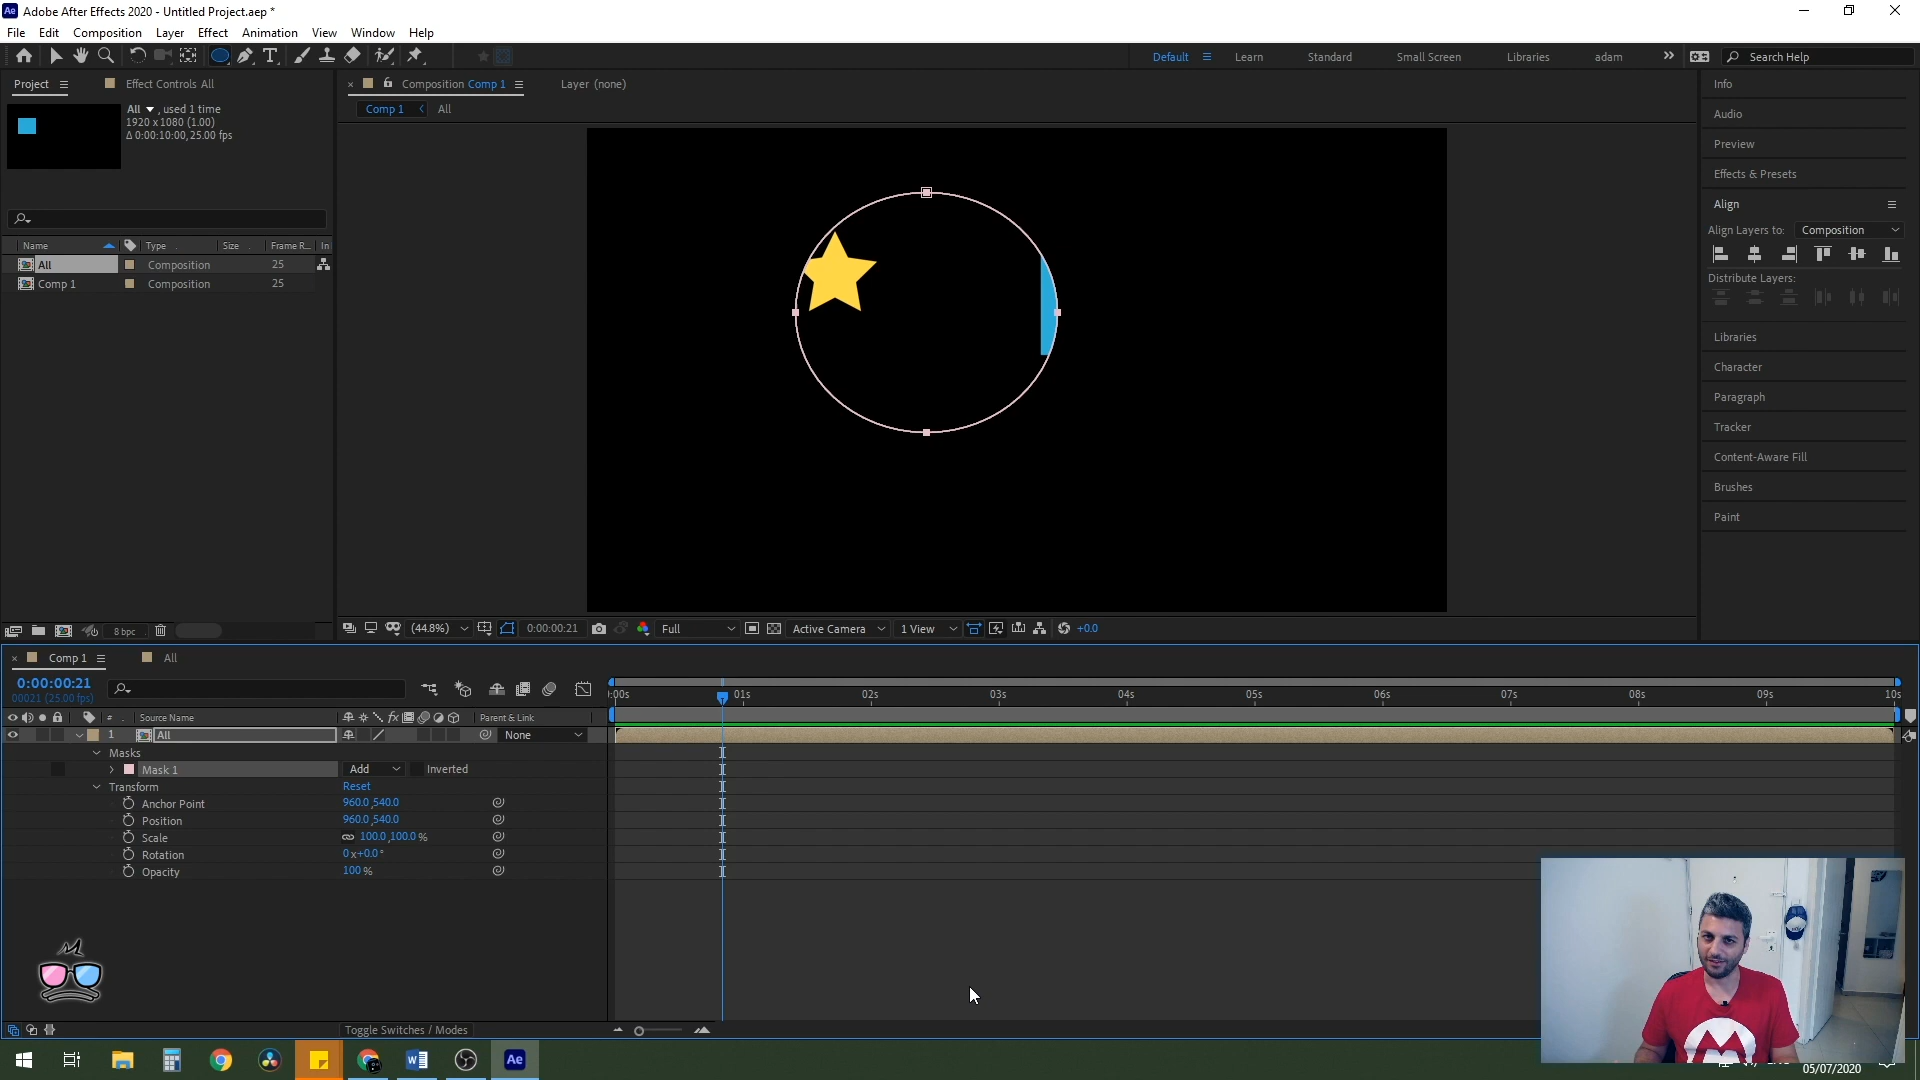 Adobe After Effects 2020 - Untitled Project.aep *
File Edit Composition Layer Effect Animation View Window Help
Default Learn Standard Small Screen Libraries adam Search Help
Project Effect Controls All
All , used 1 time
1920 x 1080 (1.00)
Δ 0:00:10:00, 25.00 fps
Name Type Size Frame R... In
All Composition 25
Comp 1 Composition 25
8 bpc
Composition Comp 1 Layer (none)
Comp 1 All
(44.8%) 0:00:00:21 Full Active Camera 1 View +0.0
Info
Audio
Preview
Effects & Presets
Align
Align Layers to: Composition
Distribute Layers:
Libraries
Character
Paragraph
Tracker
Content-Aware Fill
Brushes
Paint
Comp 1 All
0:00:00:21
00021 (25.00 fps)
:00s 01s 02s 03s 04s 05s 06s 07s 08s 09s 10s
# Source Name fx Parent & Link
1 All None
Masks
Mask 1 Add Inverted
Transform Reset
Anchor Point 960.0,540.0
Position 960.0,540.0
Scale 100.0,100.0%
Rotation 0x+0.0°
Opacity 100%
Toggle Switches / Modes
M
05/07/2020